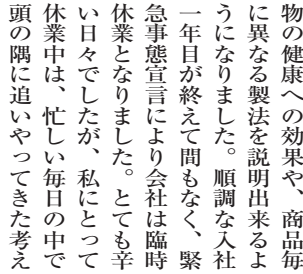 物の健康への効果や、商品毎
に異なる製法を説明出来るよ
うになりました。順調な入社
一年目が終えて間もなく、緊
急事態宣言により会社は臨時
休業となりました。とても辛
い日々でしたが、私にとって
休業中は、忙しい毎日の中で
頭の隅に追いやってきた考え